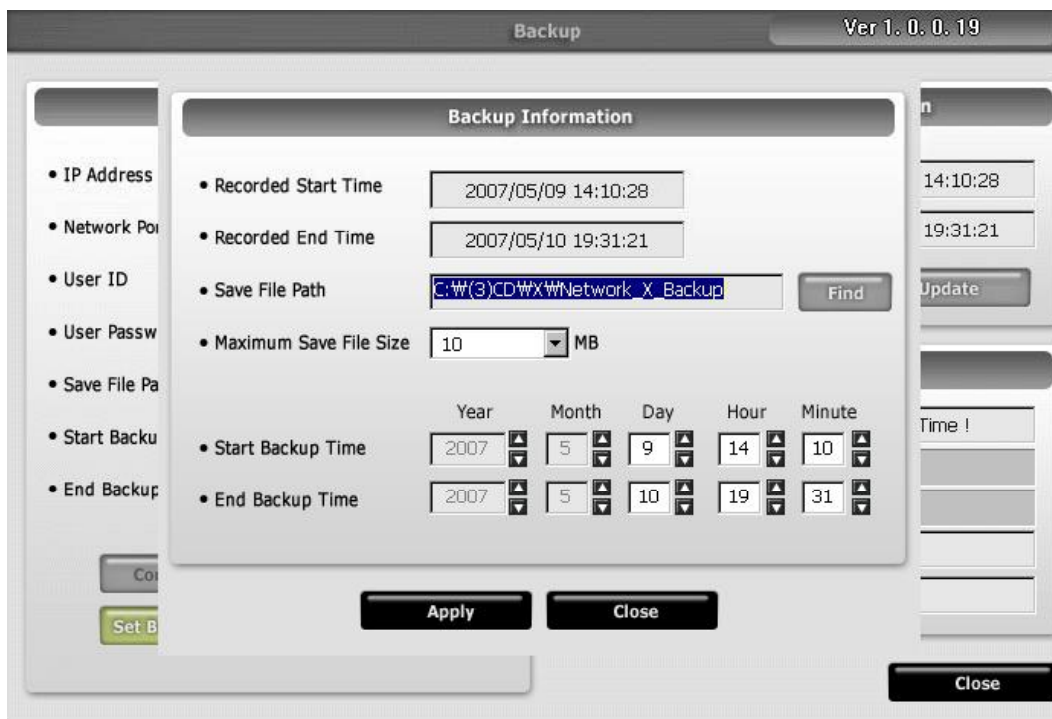 Backup
Ver 1. 0. 0. 19
Backup Information
• Recorded Start Time 2007/05/09 14:10:28
• Recorded End Time 2007/05/10 19:31:21
• Save File Path C:₩(3)CD₩X₩Network_X_Backup Find
• Maximum Save File Size 10 MB
Year Month Day Hour Minute
• Start Backup Time 2007 5 9 14 10
• End Backup Time 2007 5 10 19 31
Apply Close
• IP Address
• Network Po
• User ID
• User Passw
• Save File Pa
• Start Backu
• End Backup
Co
Set B
n
14:10:28
19:31:21
Update
Time !
Close